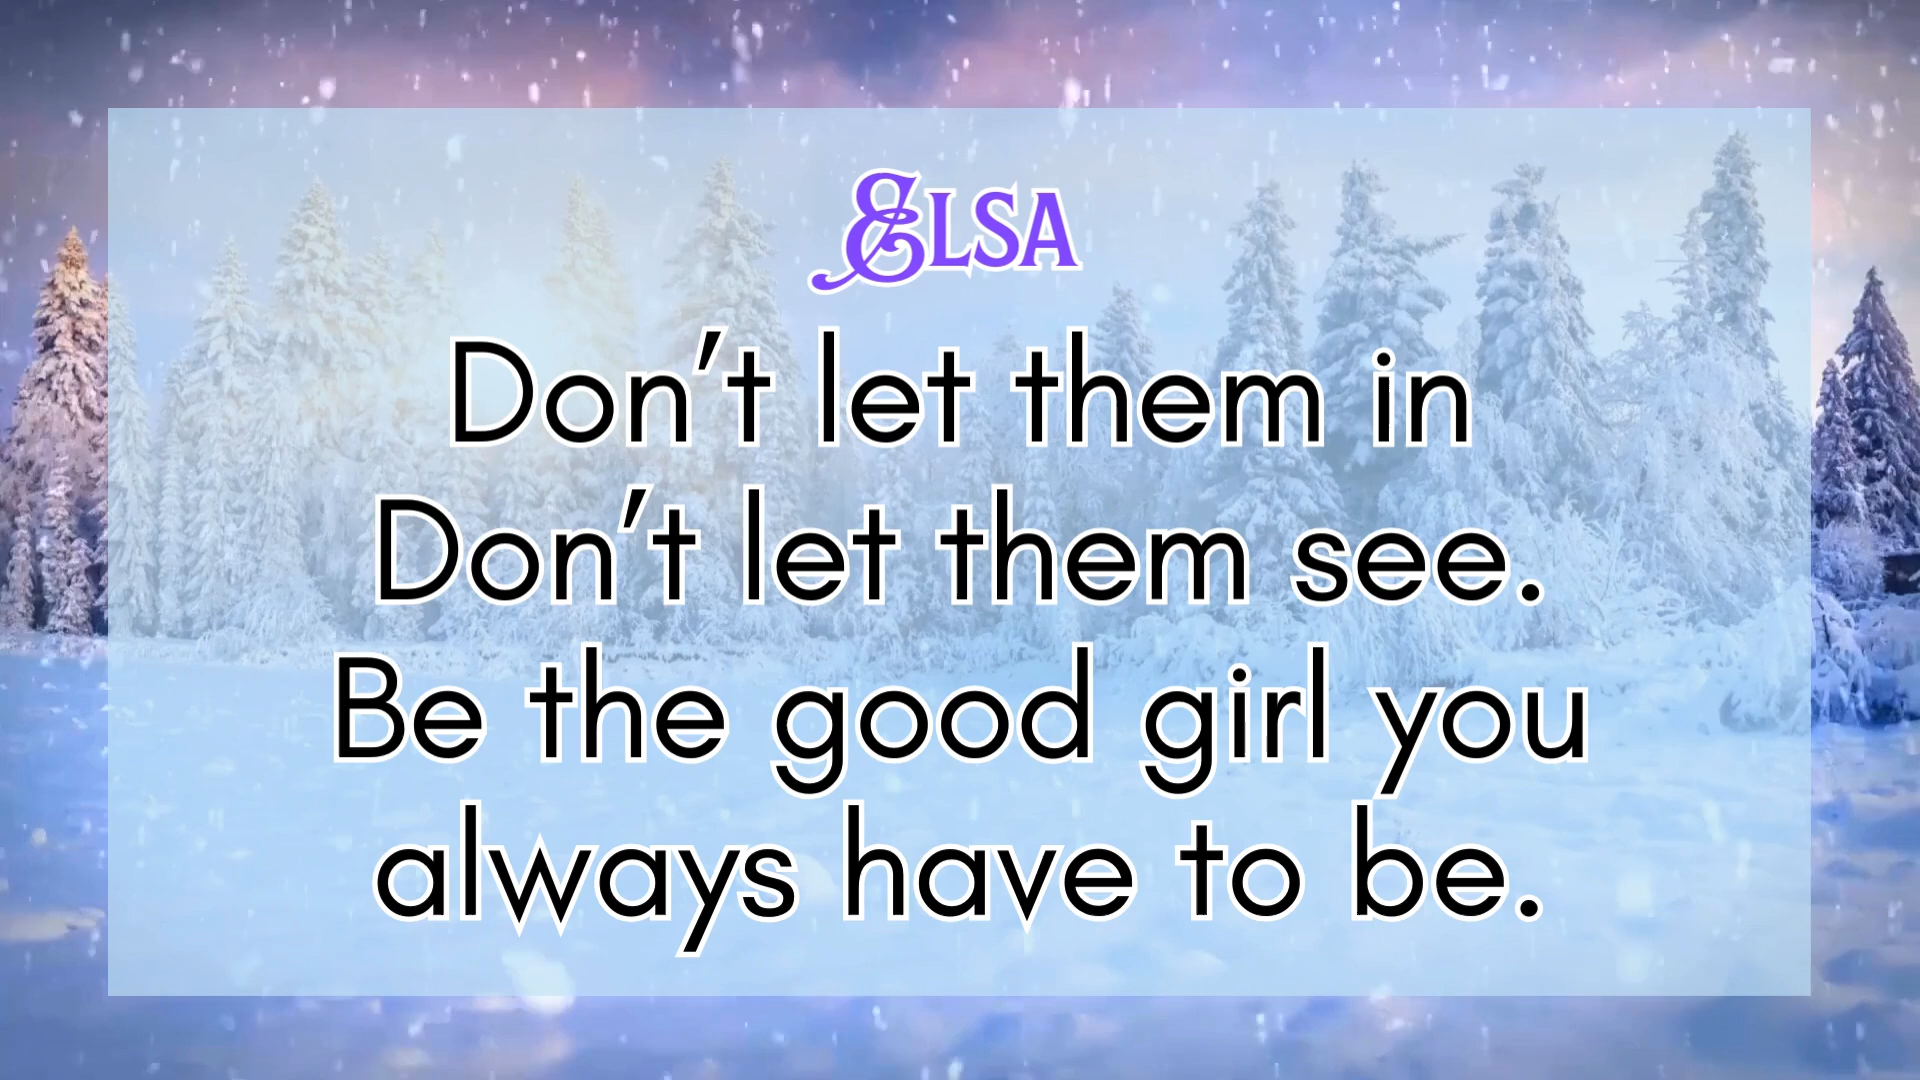 Elsa
Don’t let them in
Don’t let them see.
Be the good girl you
always have to be.